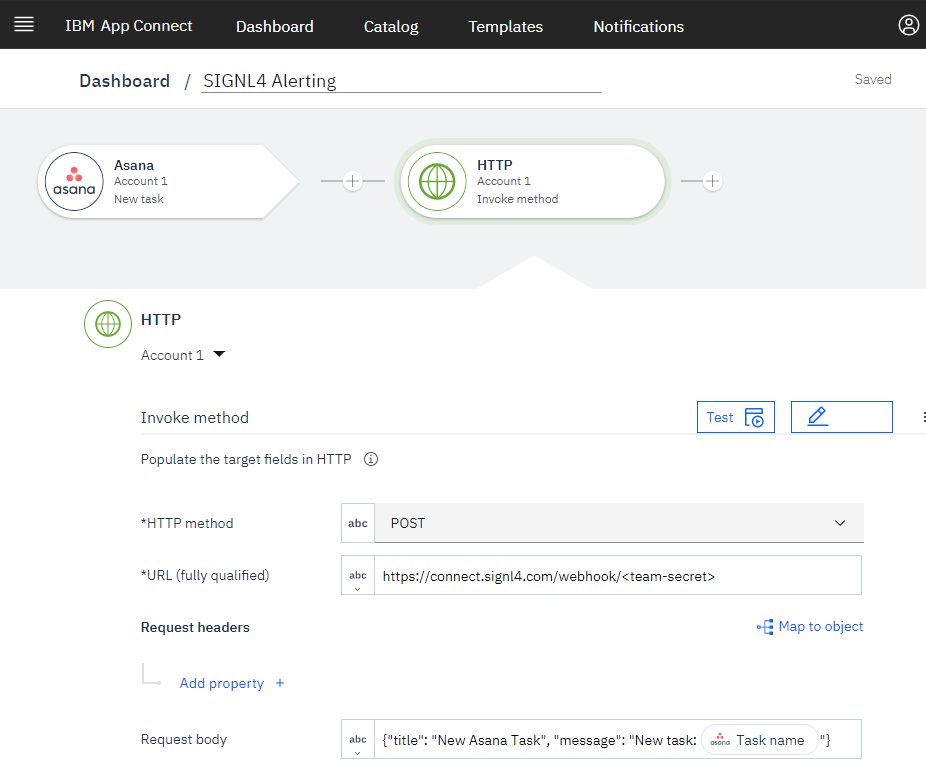 IBM App Connect Dashboard Catalog Templates Notifications
Dashboard / SIGNL4 Alerting Saved
asana
Asana
Account 1
New task
HTTP
Account 1
Invoke method
HTTP
Account 1
Invoke method Test
Populate the target fields in HTTP
*HTTP method abc POST
*URL (fully qualified) abc https://connect.signl4.com/webhook/<team-secret>
Request headers Map to object
Add property +
Request body abc {"title": "New Asana Task", "message": "New task: asana Task name "}